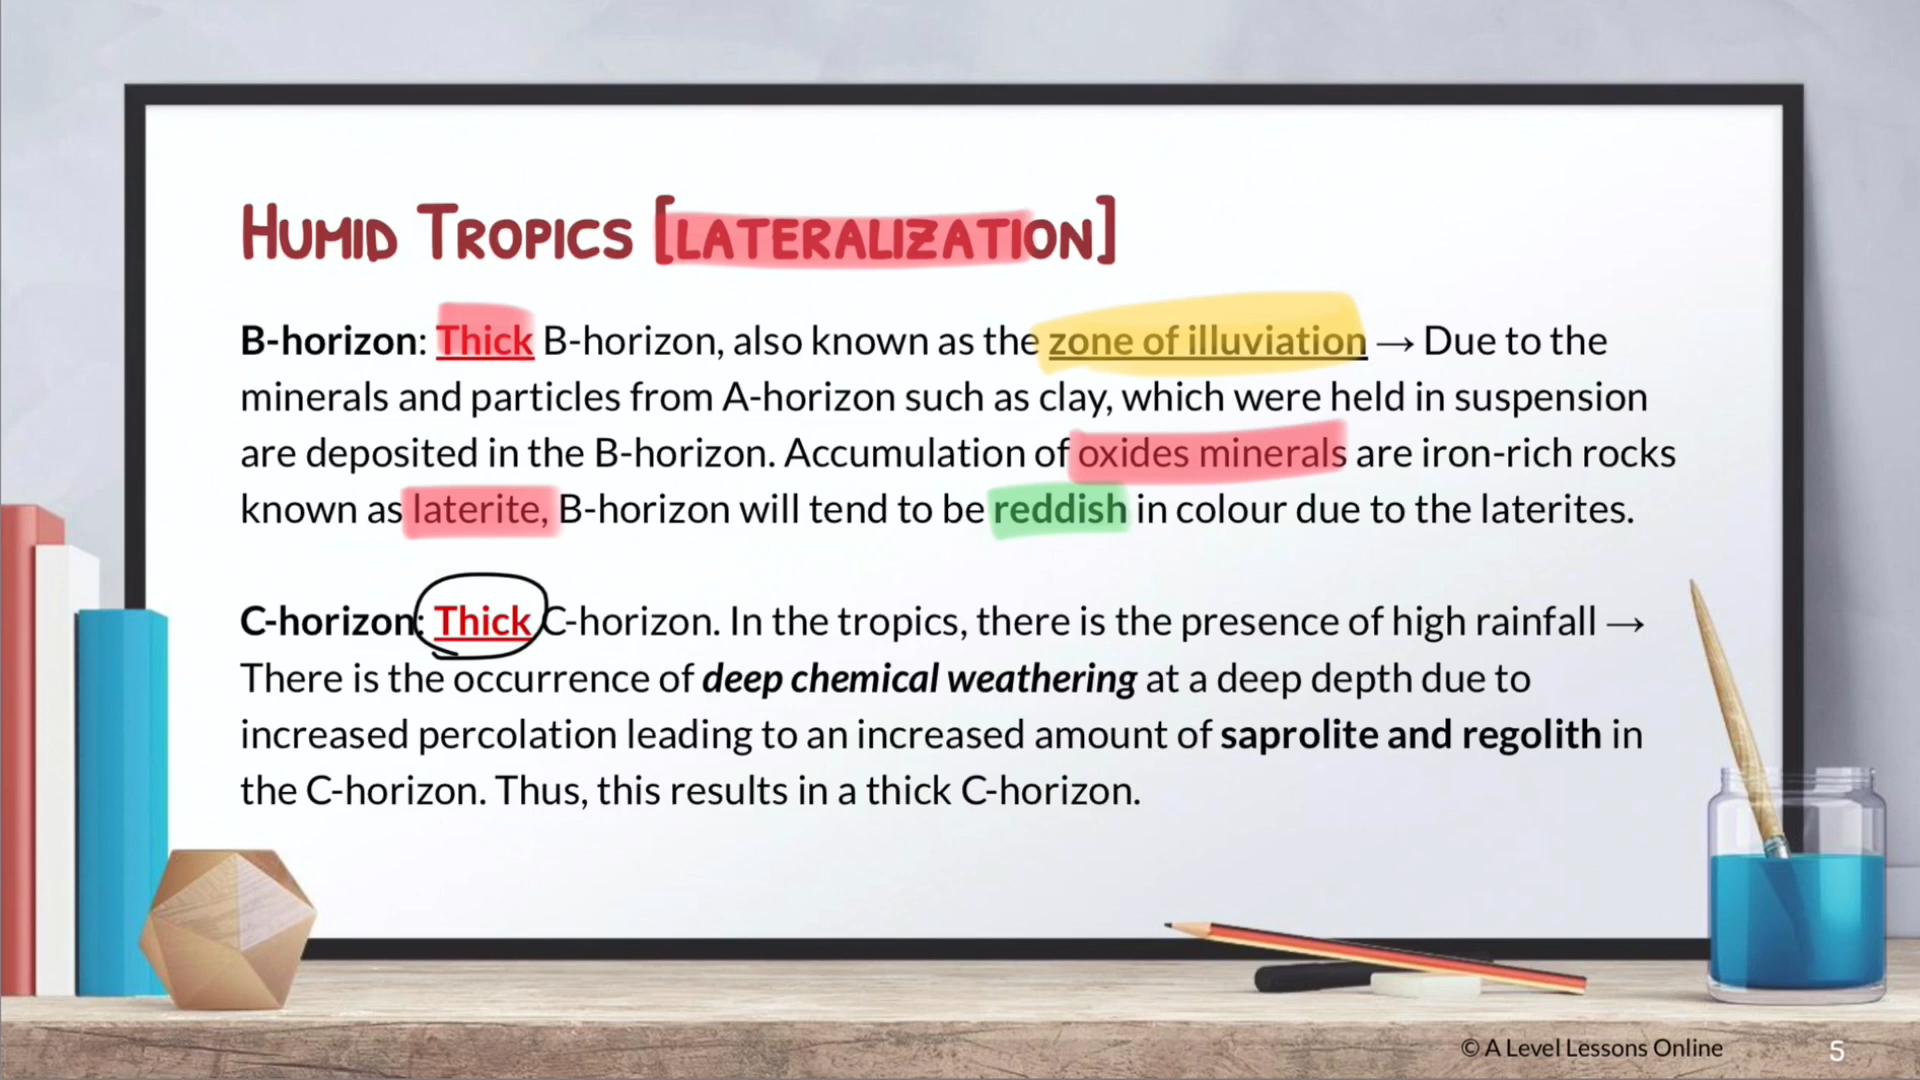 Humid Tropics [lateralization]
B-horizon: Thick B-horizon, also known as the zone of illuviation → Due to the
minerals and particles from A-horizon such as clay, which were held in suspension
are deposited in the B-horizon. Accumulation of oxides minerals are iron-rich rocks
known as laterite, B-horizon will tend to be reddish in colour due to the laterites.
C-horizon: Thick C-horizon. In the tropics, there is the presence of high rainfall →
There is the occurrence of deep chemical weathering at a deep depth due to
increased percolation leading to an increased amount of saprolite and regolith in
the C-horizon. Thus, this results in a thick C-horizon.
© A Level Lessons Online
5